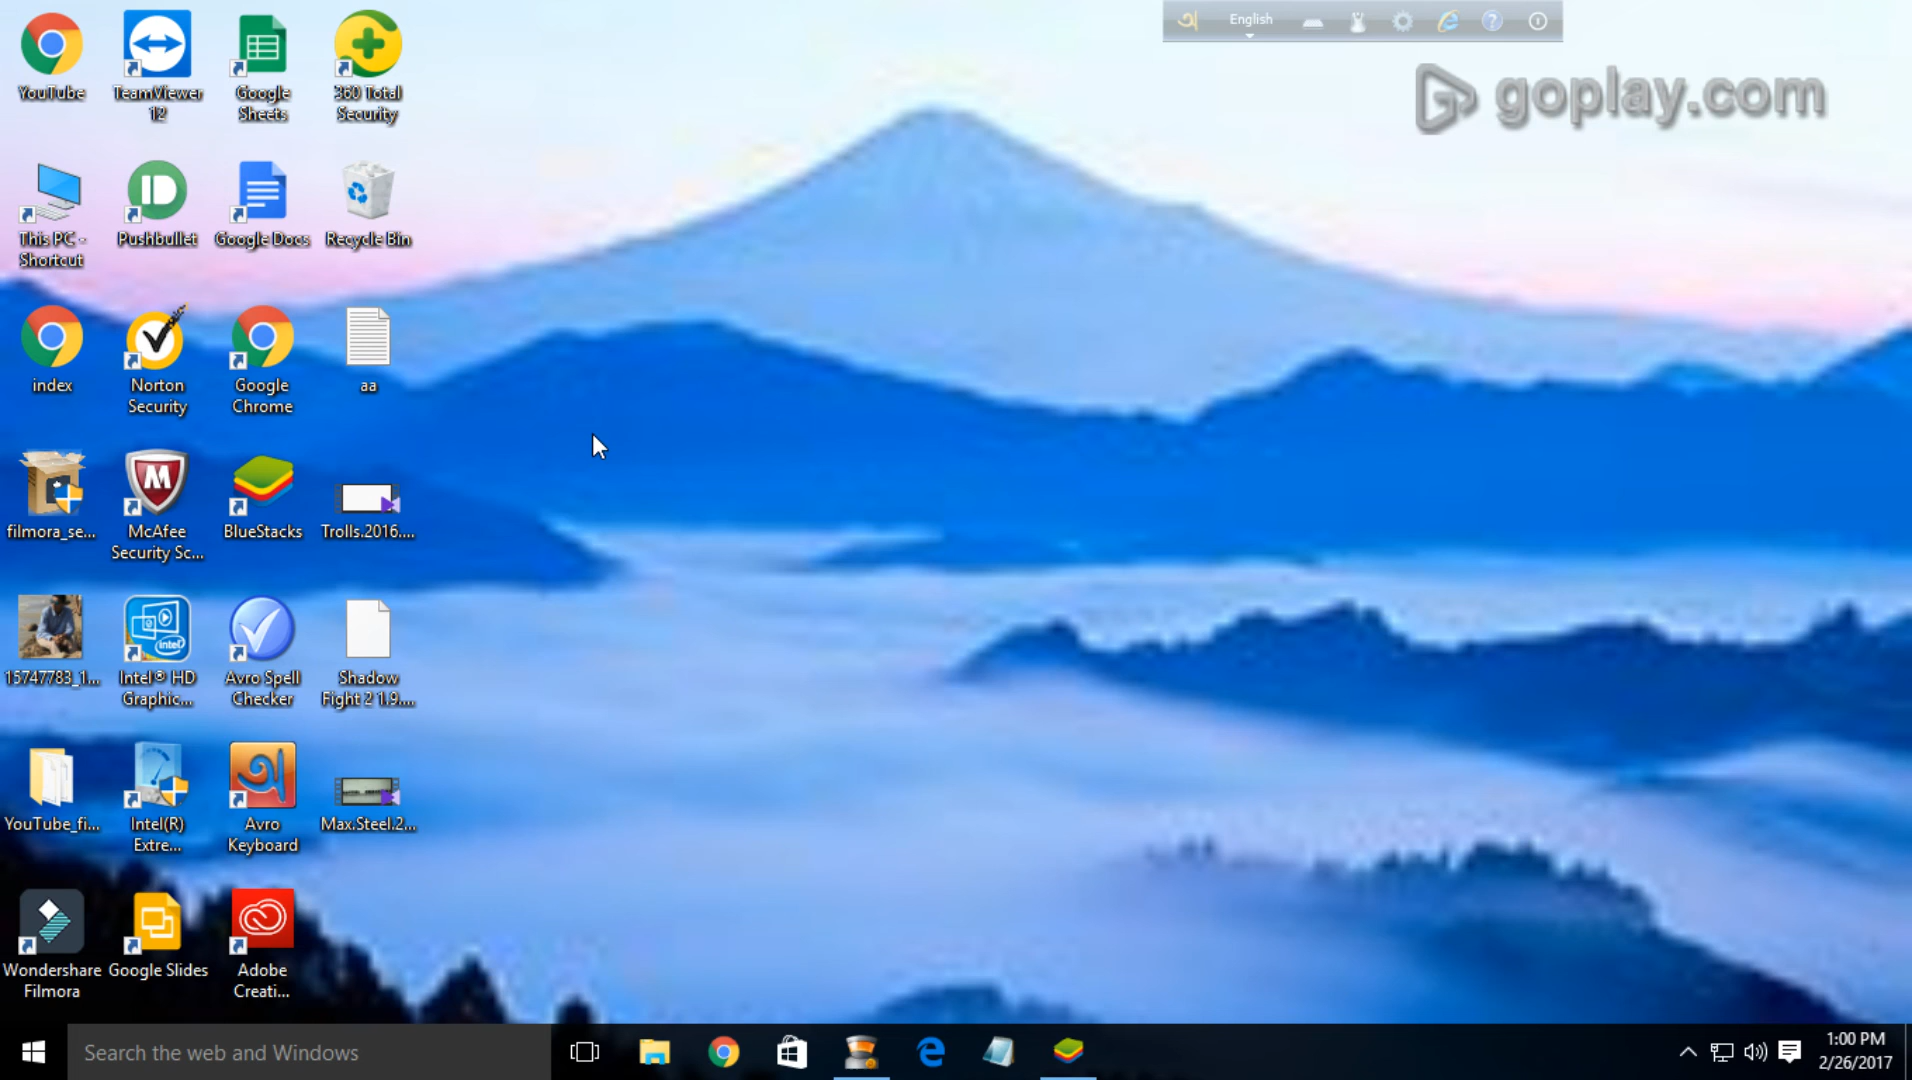 English
goplay.com
YouTube
TeamViewer
12
Google
Sheets
360 Total
Security
This PC -
Shortcut
Pushbullet
Google Docs
Recycle Bin
index
Norton
Security
Google
Chrome
aa
filmora_se...
McAfee
Security Sc...
BlueStacks
Trolls.2016....
15747783_1...
Intel® HD
Graphic...
intel
Avro Spell
Checker
Shadow
Fight 2 1.9....
YouTube_fi...
Intel(R)
Extre...
Avro
Keyboard
Max.Steel.2...
Wondershare
Filmora
Google Slides
Adobe
Creati...
Search the web and Windows
1:00 PM
2/26/2017